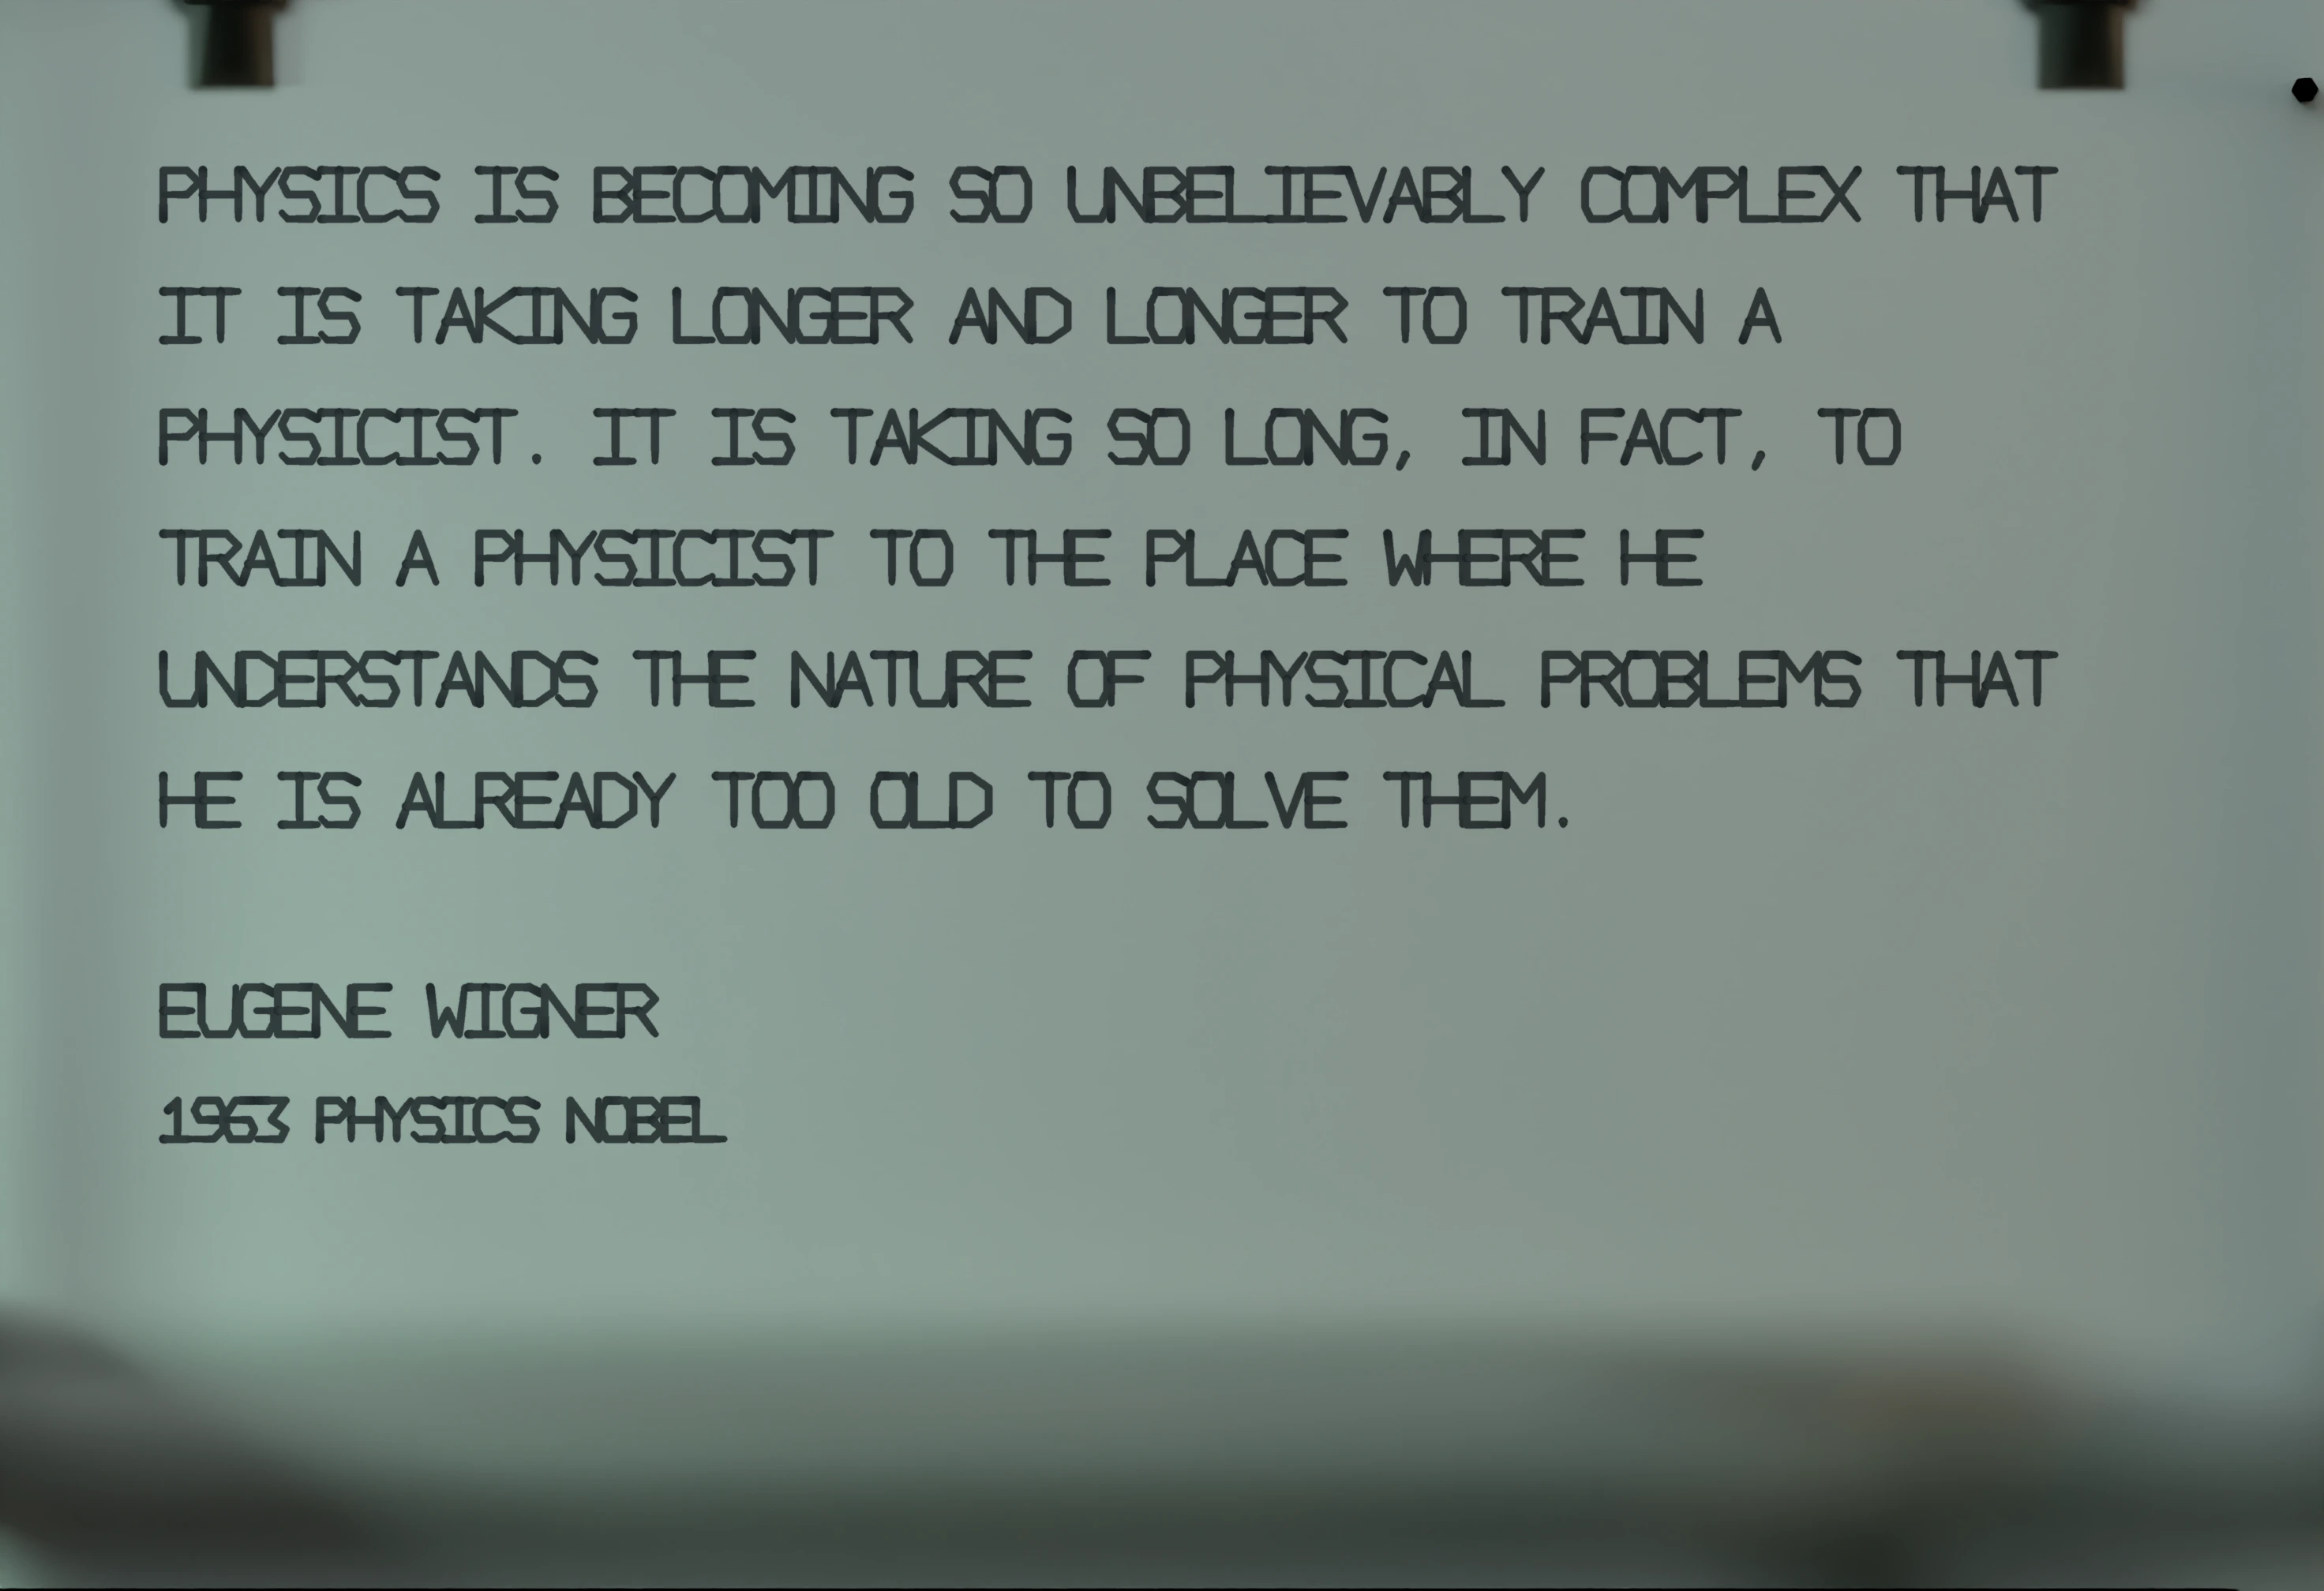 PHYSICS IS BECOMING SO UNBELIEVABLY COMPLEX THAT
IT IS TAKING LONGER AND LONGER TO TRAIN A
PHYSICIST. IT IS TAKING SO LONG, IN FACT, TO
TRAIN A PHYSICIST TO THE PLACE WHERE HE
UNDERSTANDS THE NATURE OF PHYSICAL PROBLEMS THAT
HE IS ALREADY TOO OLD TO SOLVE THEM.
EUGENE WIGNER
1963 PHYSICS NOBEL